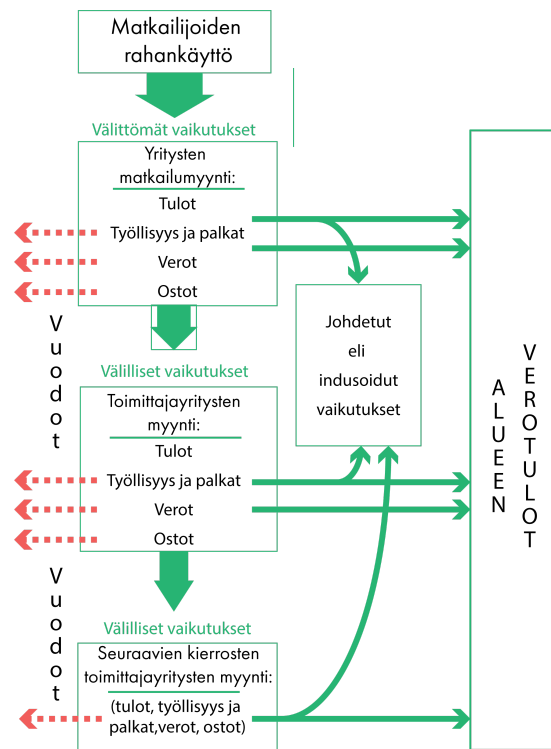 Matkailijoiden
rahankäyttö
Välittömät vaikutukset
Yritysten
matkailumyynti:
Tulot
Työllisyys ja palkat
Verot
Ostot
Vuodot
Johdetut
eli
indusoidut
vaikutukset
ALUEEN
VEROTULOT
Välilliset vaikutukset
Toimittajayritysten
myynti:
Tulot
Työllisyys ja palkat
Verot
Ostot
Vuodot
Välilliset vaikutukset
Seuraavien kierrosten
toimittajayritysten myynti:
(tulot, työllisyys ja
palkat,verot, ostot)